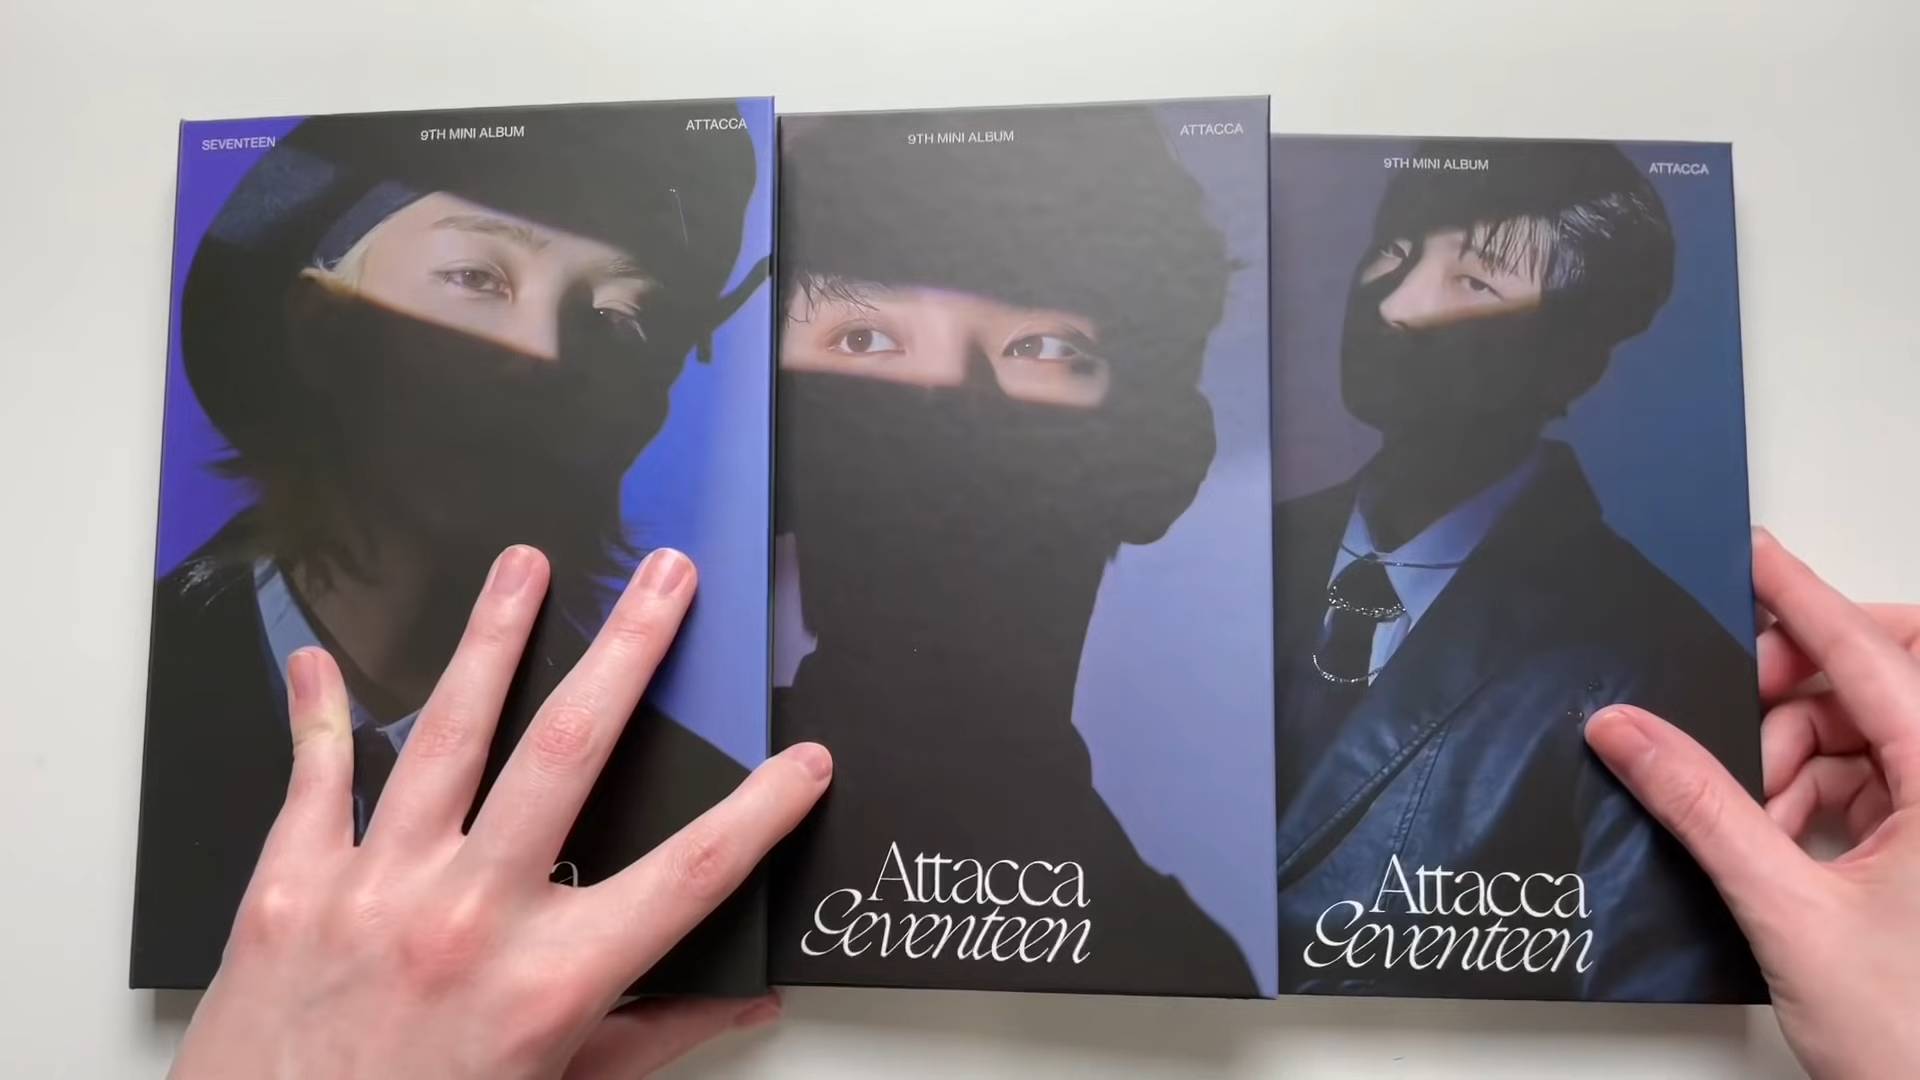 SEVENTEEN
9TH MINI ALBUM
ATTACCA
9TH MINI ALBUM
ATTACCA
9TH MINI ALBUM
ATTACCA
a
Attacca
Seventeen
Attacca
Seventeen